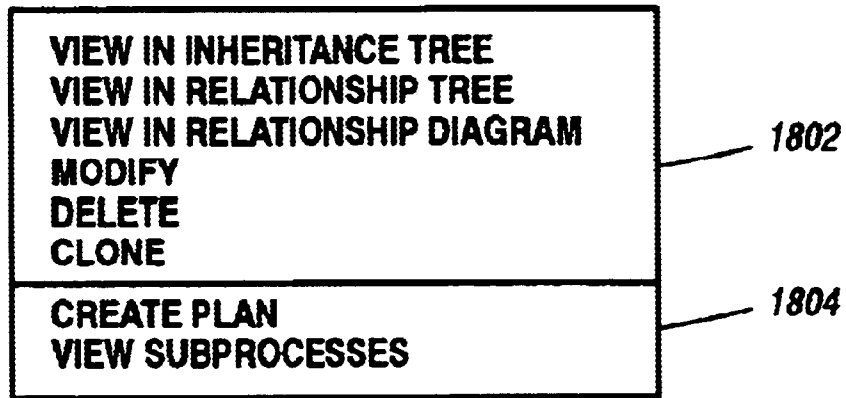 VIEW IN INHERITANCE TREE
VIEW IN RELATIONSHIP TREE
VIEW IN RELATIONSHIP DIAGRAM
MODIFY
DELETE
CLONE
1802
CREATE PLAN
VIEW SUBPROCESSES
1804